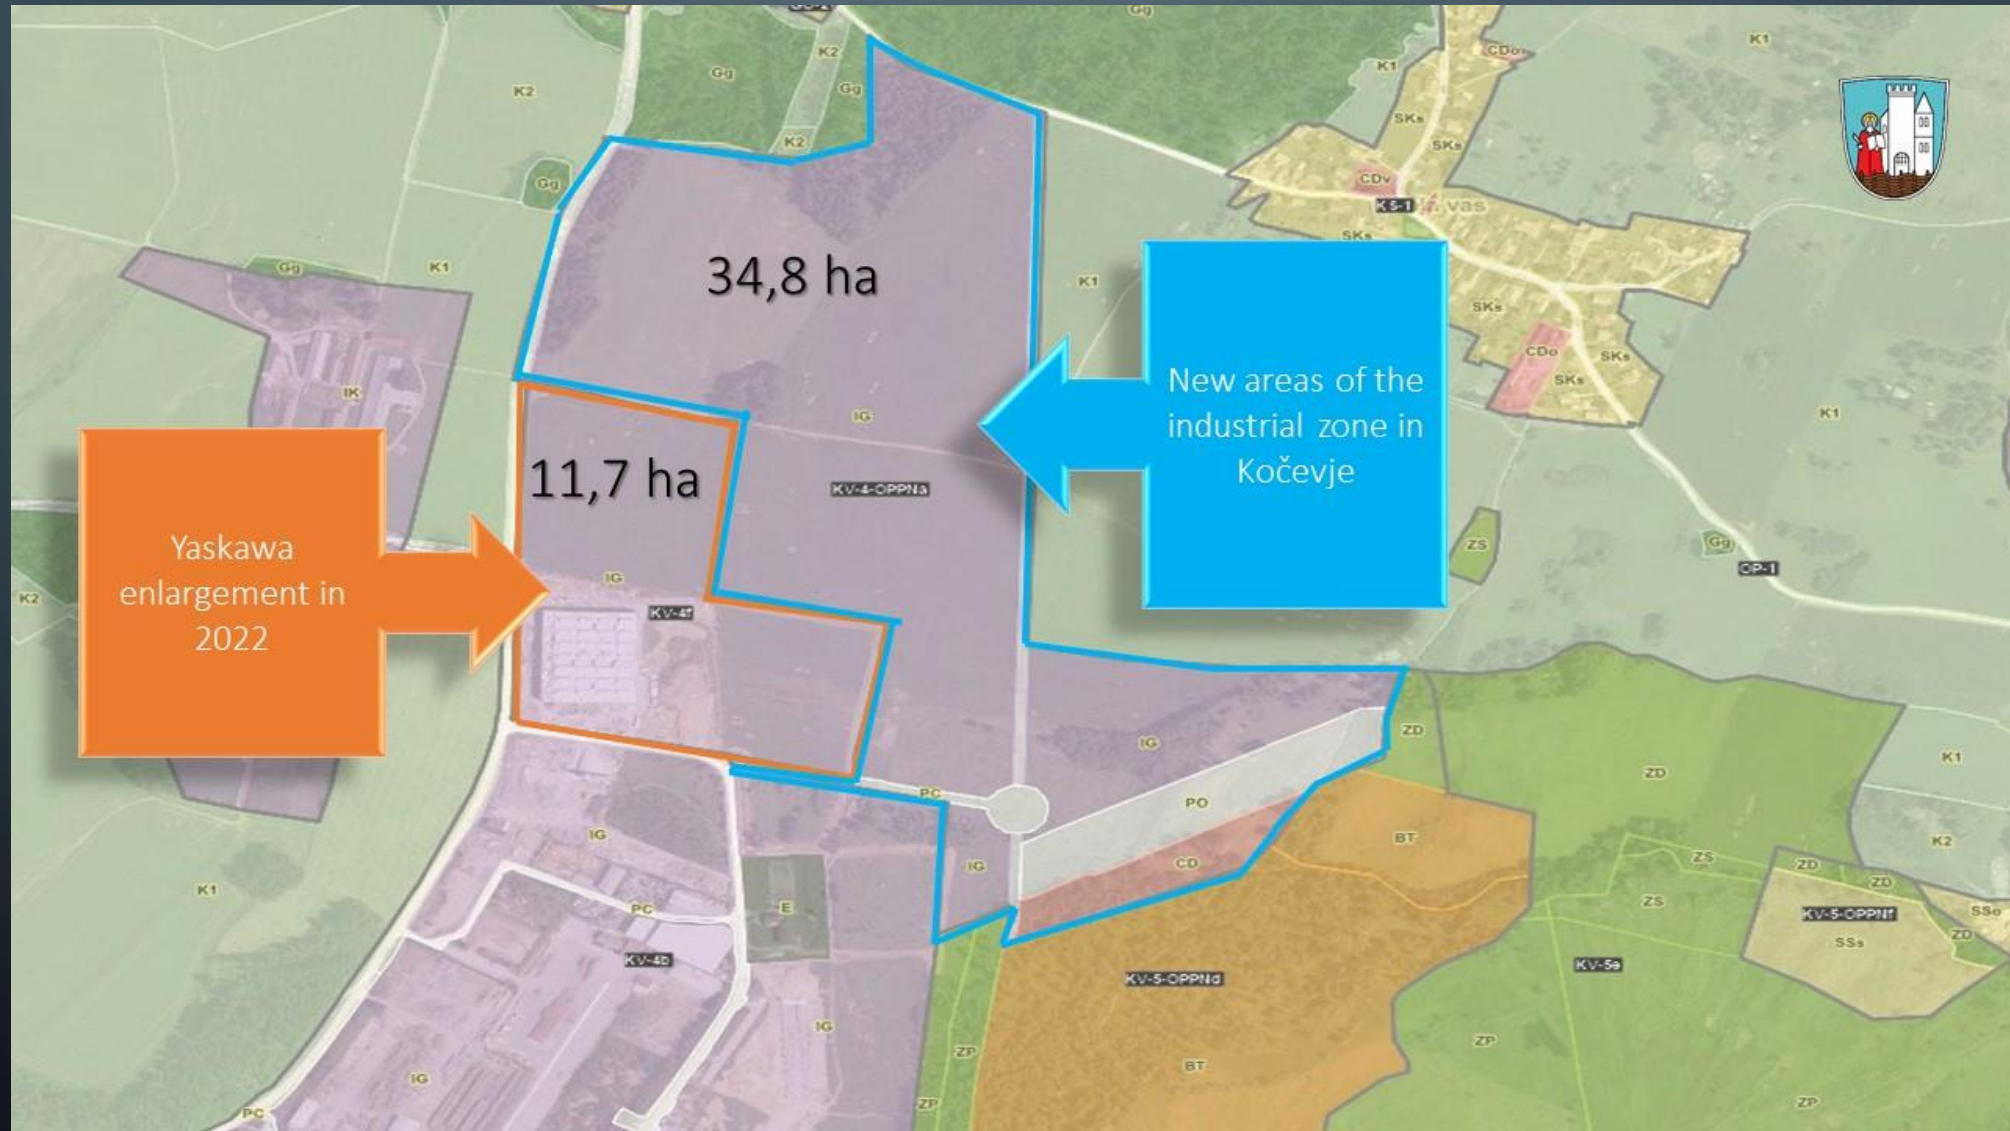 Gg
K2
Gg
K1
K2
Gg
K1
CDo
SKs
K2
Gg
SKs
CDv
KS-1
vas
SKs
Gg
K1
34,8 ha
K1
SKs
IK
CDo
SKs
SKs
IG
K1
New areas of the
industrial zone in
Kočevje
11,7 ha
KV-4-OPPNa
Yaskawa
enlargement in
2022
IG
KV-4f
K2
ZS
Gg
OP-1
IG
ZD
K1
ZD
PC
PO
IG
IG
CD
BT
K2
ZS
ZD
ZD
K1
PC
E
ZS
KV-5-OPPNf
SSo
SSs
ZD
KV-4b
KV-5-OPPNd
KV-5e
IG
ZP
BT
ZP
IG
PC
ZP
ZP